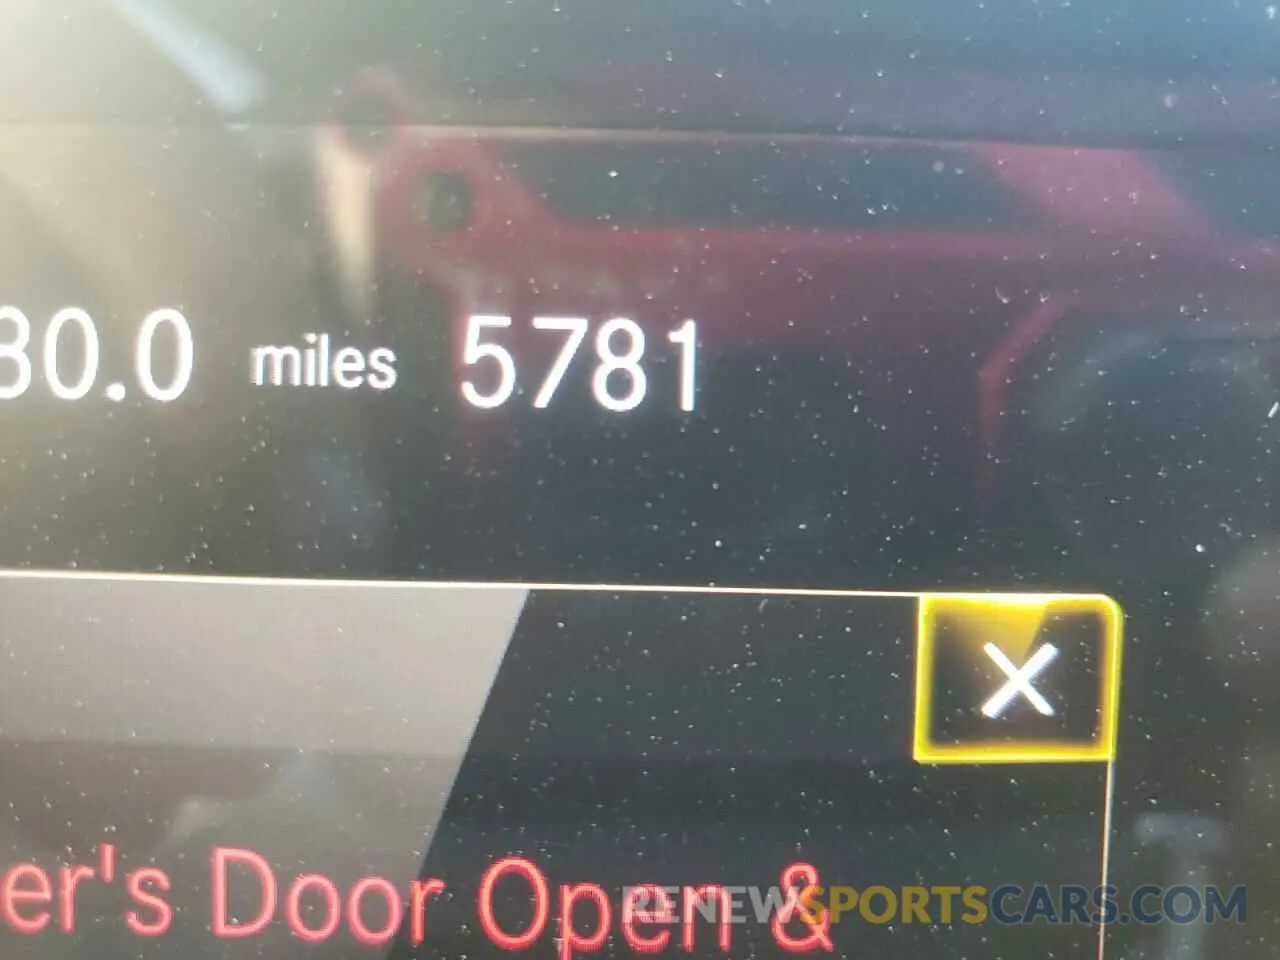 30.0 miles 5781
er's Door Open &
RENEWSPORTSCARS.COM